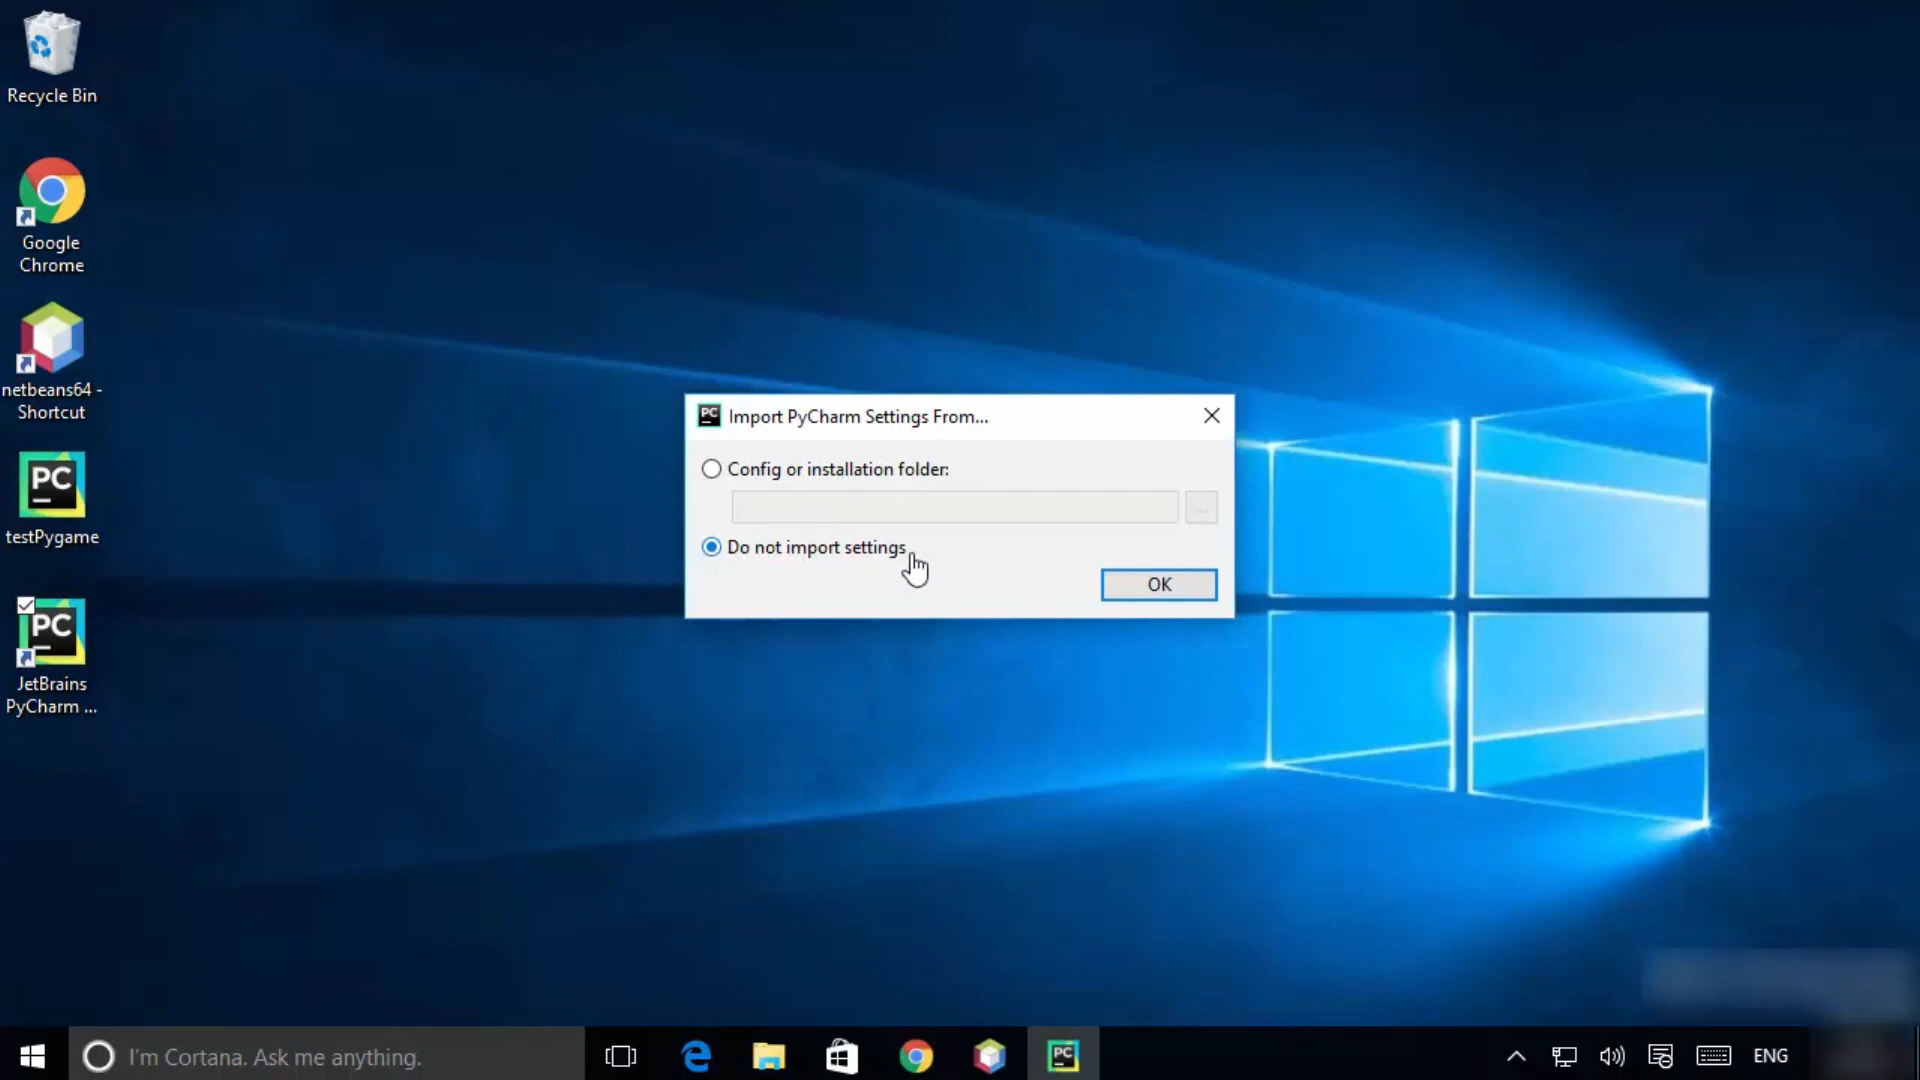 Recycle Bin
Google
Chrome
netbeans64 -
Shortcut
PC
testPygame
PC
JetBrains
PyCharm ...
PC
Import PyCharm Settings From...
Config or installation folder:
...
Do not import settings
OK
I'm Cortana. Ask me anything.
PC
ENG